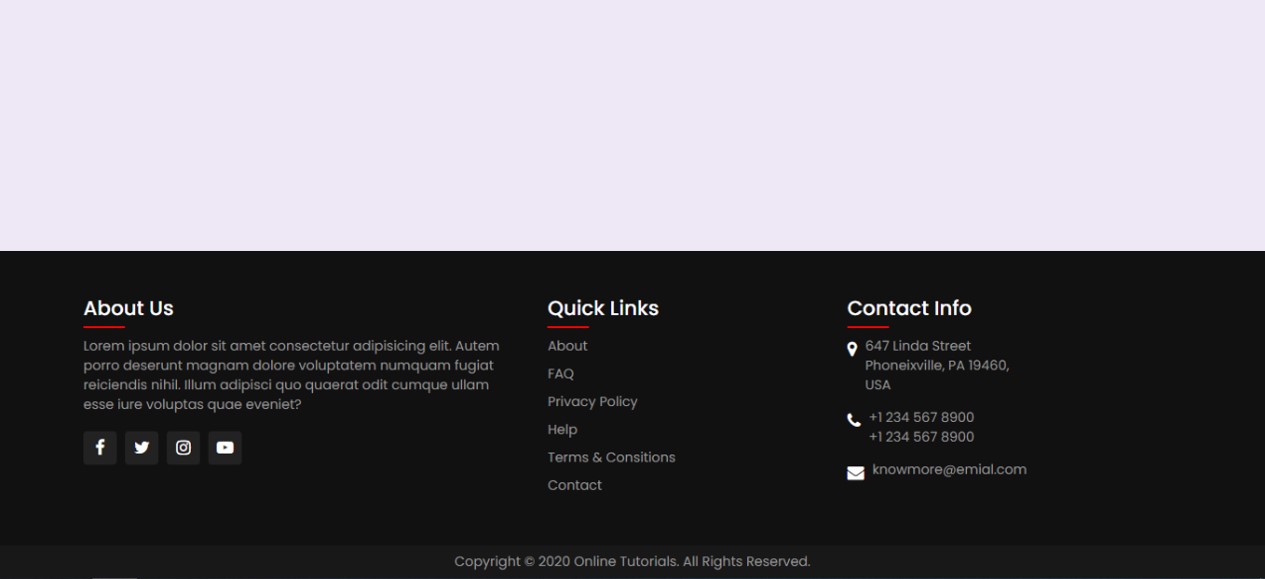 About Us
Lorem ipsum dolor sit amet consectetur adipisicing elit. Autem
porro deserunt magnam dolore voluptatem numquam fugiat
reiciendis nihil. Illum adipisci quo quaerat odit cumque ullam
esse iure voluptas quae eveniet?
Quick Links
About
FAQ
Privacy Policy
Help
Terms & Consitions
Contact
Contact Info
647 Linda Street
Phoneixville, PA 19460,
USA
+1 234 567 8900
+1 234 567 8900
knowmore@emial.com
Copyright © 2020 Online Tutorials. All Rights Reserved.